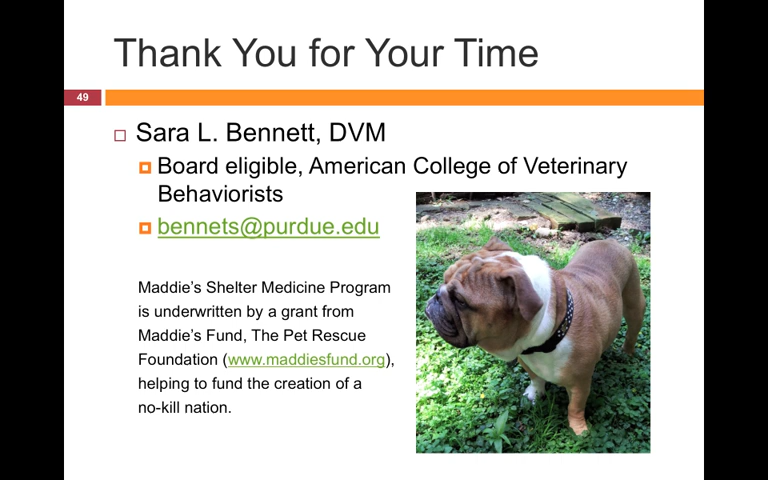 Thank You for Your Time
49
Sara L. Bennett, DVM
Board eligible, American College of Veterinary
Behaviorists
bennets@purdue.edu
Maddie's Shelter Medicine Program
is underwritten by a grant from
Maddie's Fund, The Pet Rescue
Foundation (www.maddiesfund.org),
helping to fund the creation of a
no-kill nation.